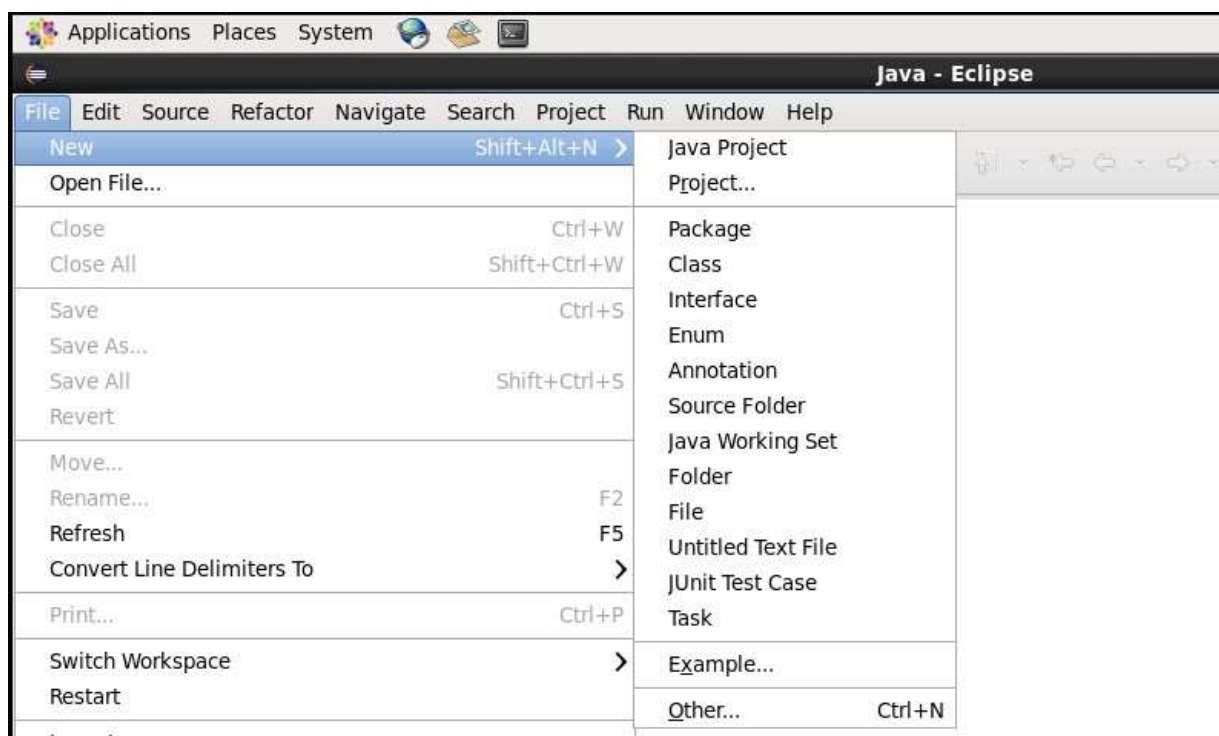 Applications Places System
Java - Eclipse
File Edit Source Refactor Navigate Search Project Run Window Help
New Shift+Alt+N
Open File...
Close Ctrl+W
Close All Shift+Ctrl+W
Save Ctrl+S
Save As...
Save All Shift+Ctrl+S
Revert
Move...
Rename... F2
Refresh F5
Convert Line Delimiters To
Print... Ctrl+P
Switch Workspace
Restart
Java Project
Project...
Package
Class
Interface
Enum
Annotation
Source Folder
Java Working Set
Folder
File
Untitled Text File
JUnit Test Case
Task
Example...
Other... Ctrl+N